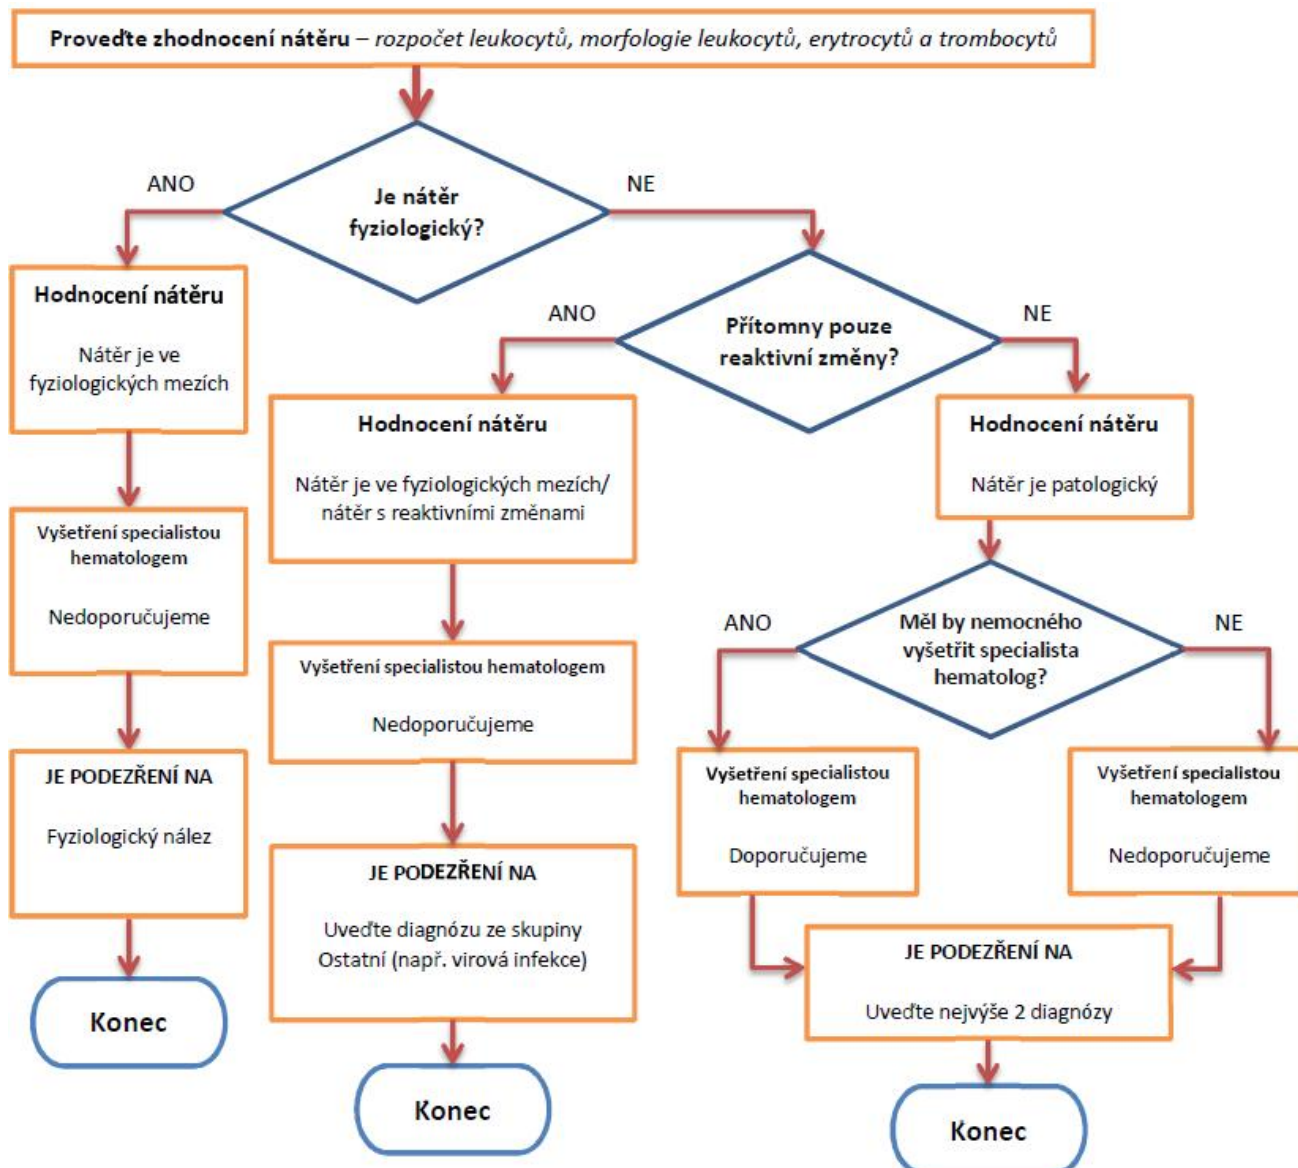 Proveďte zhodnocení nátěru – rozpočet leukocytů, morfologie leukocytů, erytrocytů a trombocytů
ANO
Je nátěr
fyziologický?
NE
Hodnocení nátěru
Nátěr je ve
fyziologických mezích
Vyšetření specialistou
hematologem
Nedoporučujeme
JE PODEZŘENÍ NA
Fyziologický nález
Konec
ANO
Přítomny pouze
reaktivní změny?
NE
Hodnocení nátěru
Nátěr je ve fyziologických mezích/
nátěr s reaktivními změnami
Vyšetření specialistou hematologem
Nedoporučujeme
JE PODEZŘENÍ NA
Uveďte diagnózu ze skupiny
Ostatní (např. virová infekce)
Konec
Hodnocení nátěru
Nátěr je patologický
ANO
Měl by nemocného
vyšetřit specialista
hematolog?
NE
Vyšetření specialistou
hematologem
Doporučujeme
Vyšetření specialistou
hematologem
Nedoporučujeme
JE PODEZŘENÍ NA
Uveďte nejvýše 2 diagnózy
Konec